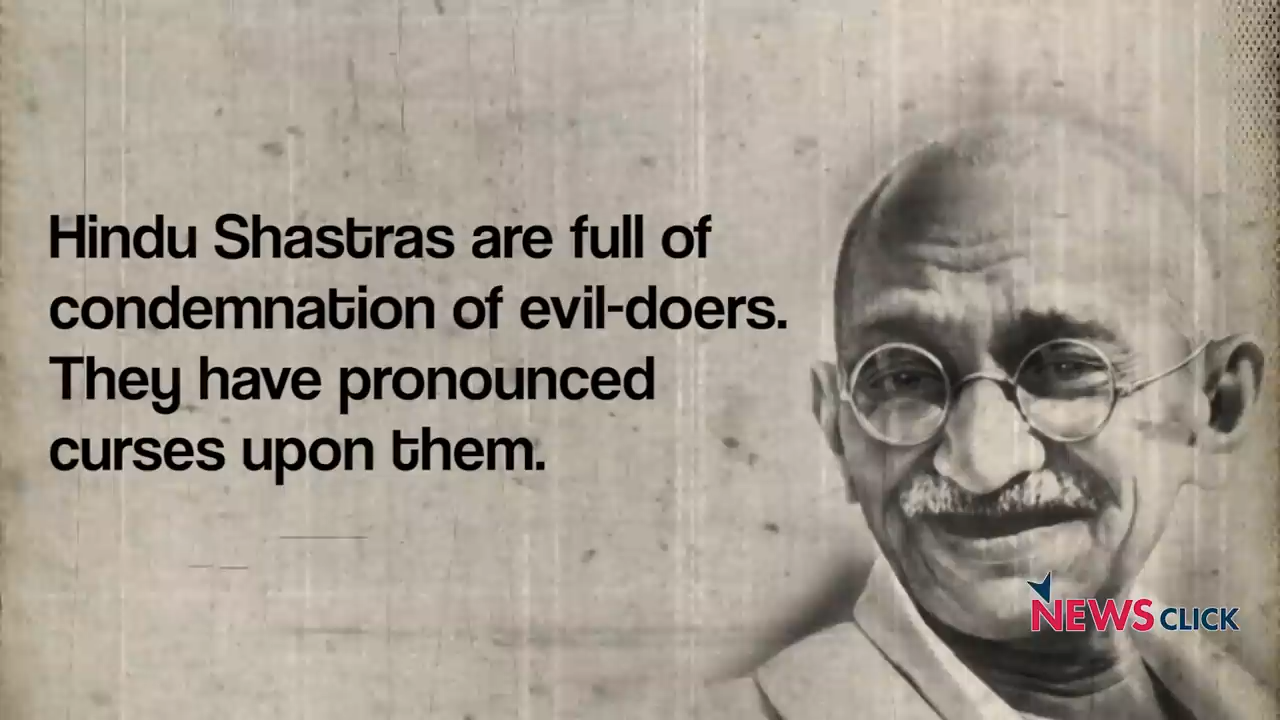 Hindu Shastras are full of
condemnation of evil-doers.
They have pronounced
curses upon them.
NEWSCLICK